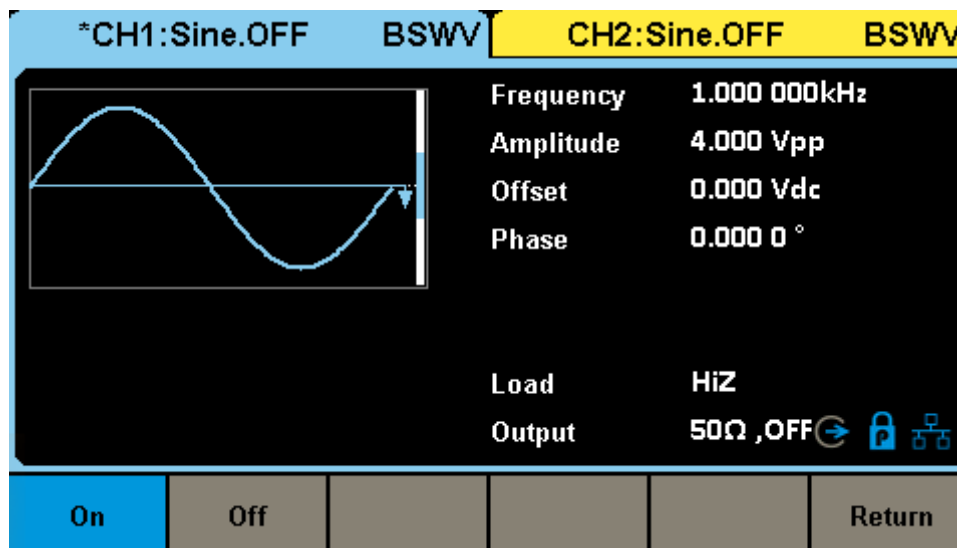 *CH1:Sine.OFF BSWV CH2:Sine.OFF BSWV
Frequency 1.000 000kHz
Amplitude 4.000 Vpp
Offset 0.000 Vdc
Phase 0.000 0 °
Load HiZ
Output 50Ω ,OFF
On Off Return